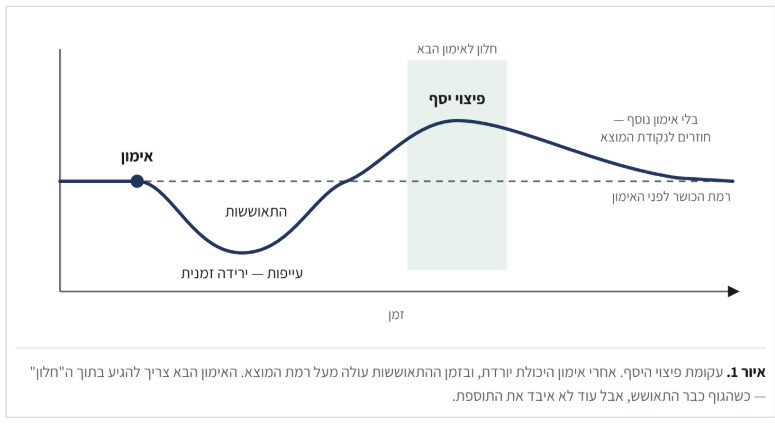 חלון לאימון הבא
פיצוי יסף
בלי אימון נוסף —
חוזרים לנקודת המוצא
אימון
רמת הכושר לפני האימון
התאוששות
עייפות — ירידה זמנית
זמן
איור 1. עקומת פיצוי היסף. אחרי אימון היכולת יורדת, ובזמן ההתאוששות עולה מעל רמת המוצא. האימון הבא צריך להגיע בתוך ה"חלון"
— כשהגוף כבר התאושש, אבל עוד לא איבד את התוספת.